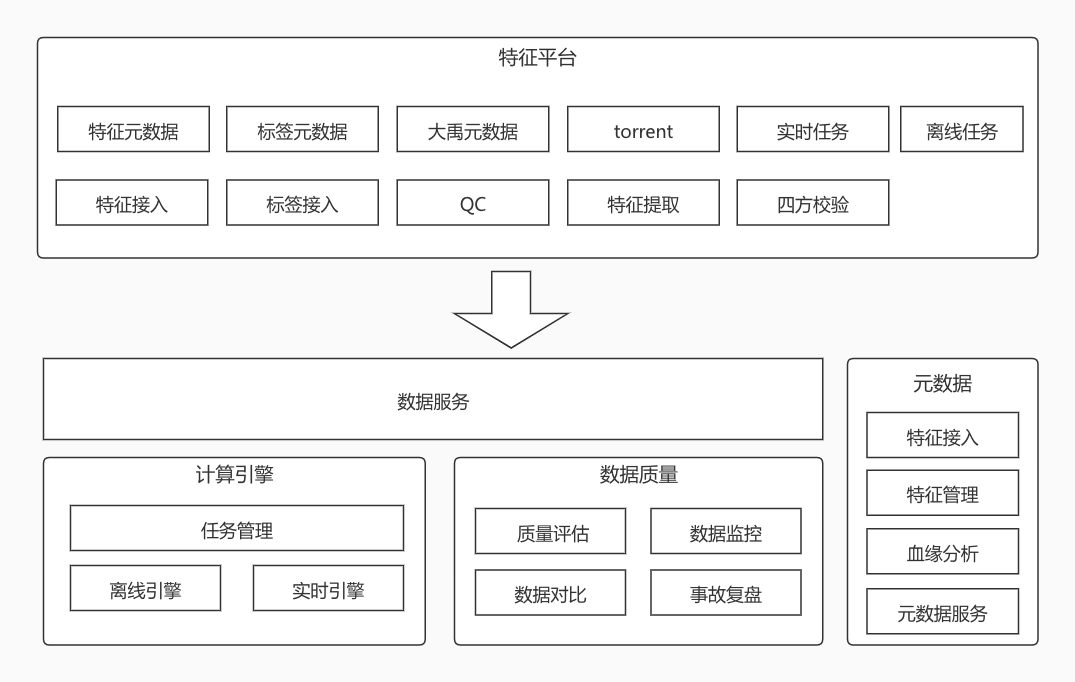 特征平台
特征元数据
标签元数据
大禹元数据
torrent
实时任务
离线任务
特征接入
标签接入
QC
特征提取
四方校验
数据服务
计算引擎
任务管理
离线引擎
实时引擎
数据质量
质量评估
数据监控
数据对比
事故复盘
元数据
特征接入
特征管理
血缘分析
元数据服务